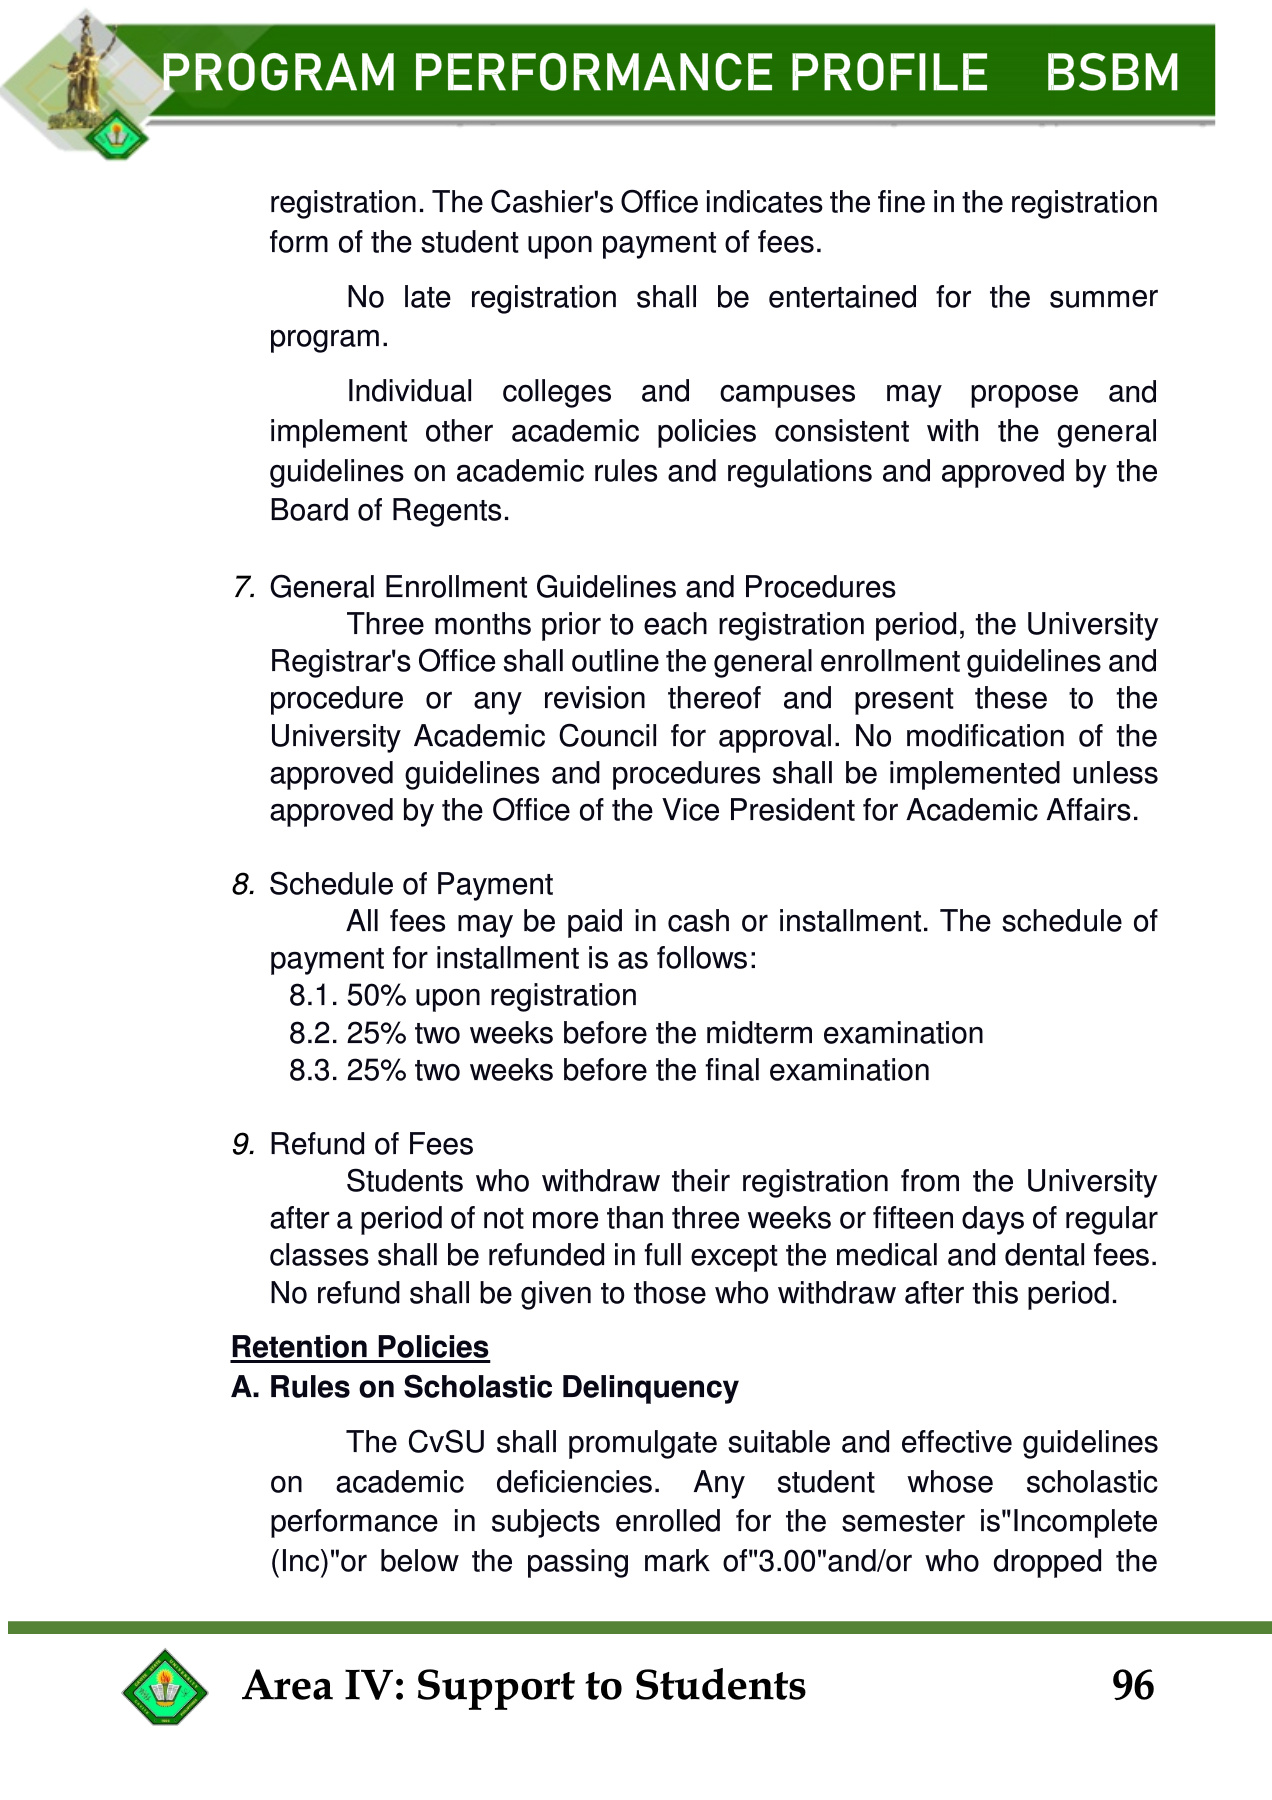 PROGRAM PERFORMANCE PROFILE BSBM
registration. The Cashier's Office indicates the fine in the registration
form of the student upon payment of fees.
No late registration shall be entertained for the summer
program.
Individual colleges and campuses may propose and
implement other academic policies consistent with the general
guidelines on academic rules and regulations and approved by the
Board of Regents.
7. General Enrollment Guidelines and Procedures
Three months prior to each registration period, the University
Registrar's Office shall outline the general enrollment guidelines and
procedure or any revision thereof and present these to the
University Academic Council for approval. No modification of the
approved guidelines and procedures shall be implemented unless
approved by the Office of the Vice President for Academic Affairs.
8. Schedule of Payment
All fees may be paid in cash or installment. The schedule of
payment for installment is as follows:
8.1. 50% upon registration
8.2. 25% two weeks before the midterm examination
8.3. 25% two weeks before the final examination
9. Refund of Fees
Students who withdraw their registration from the University
after a period of not more than three weeks or fifteen days of regular
classes shall be refunded in full except the medical and dental fees.
No refund shall be given to those who withdraw after this period.
Retention Policies
A. Rules on Scholastic Delinquency
The CvSU shall promulgate suitable and effective guidelines
on academic deficiencies. Any student whose scholastic
performance in subjects enrolled for the semester is"Incomplete
(Inc)"or below the passing mark of"3.00"and/or who dropped the
Area IV: Support to Students 96